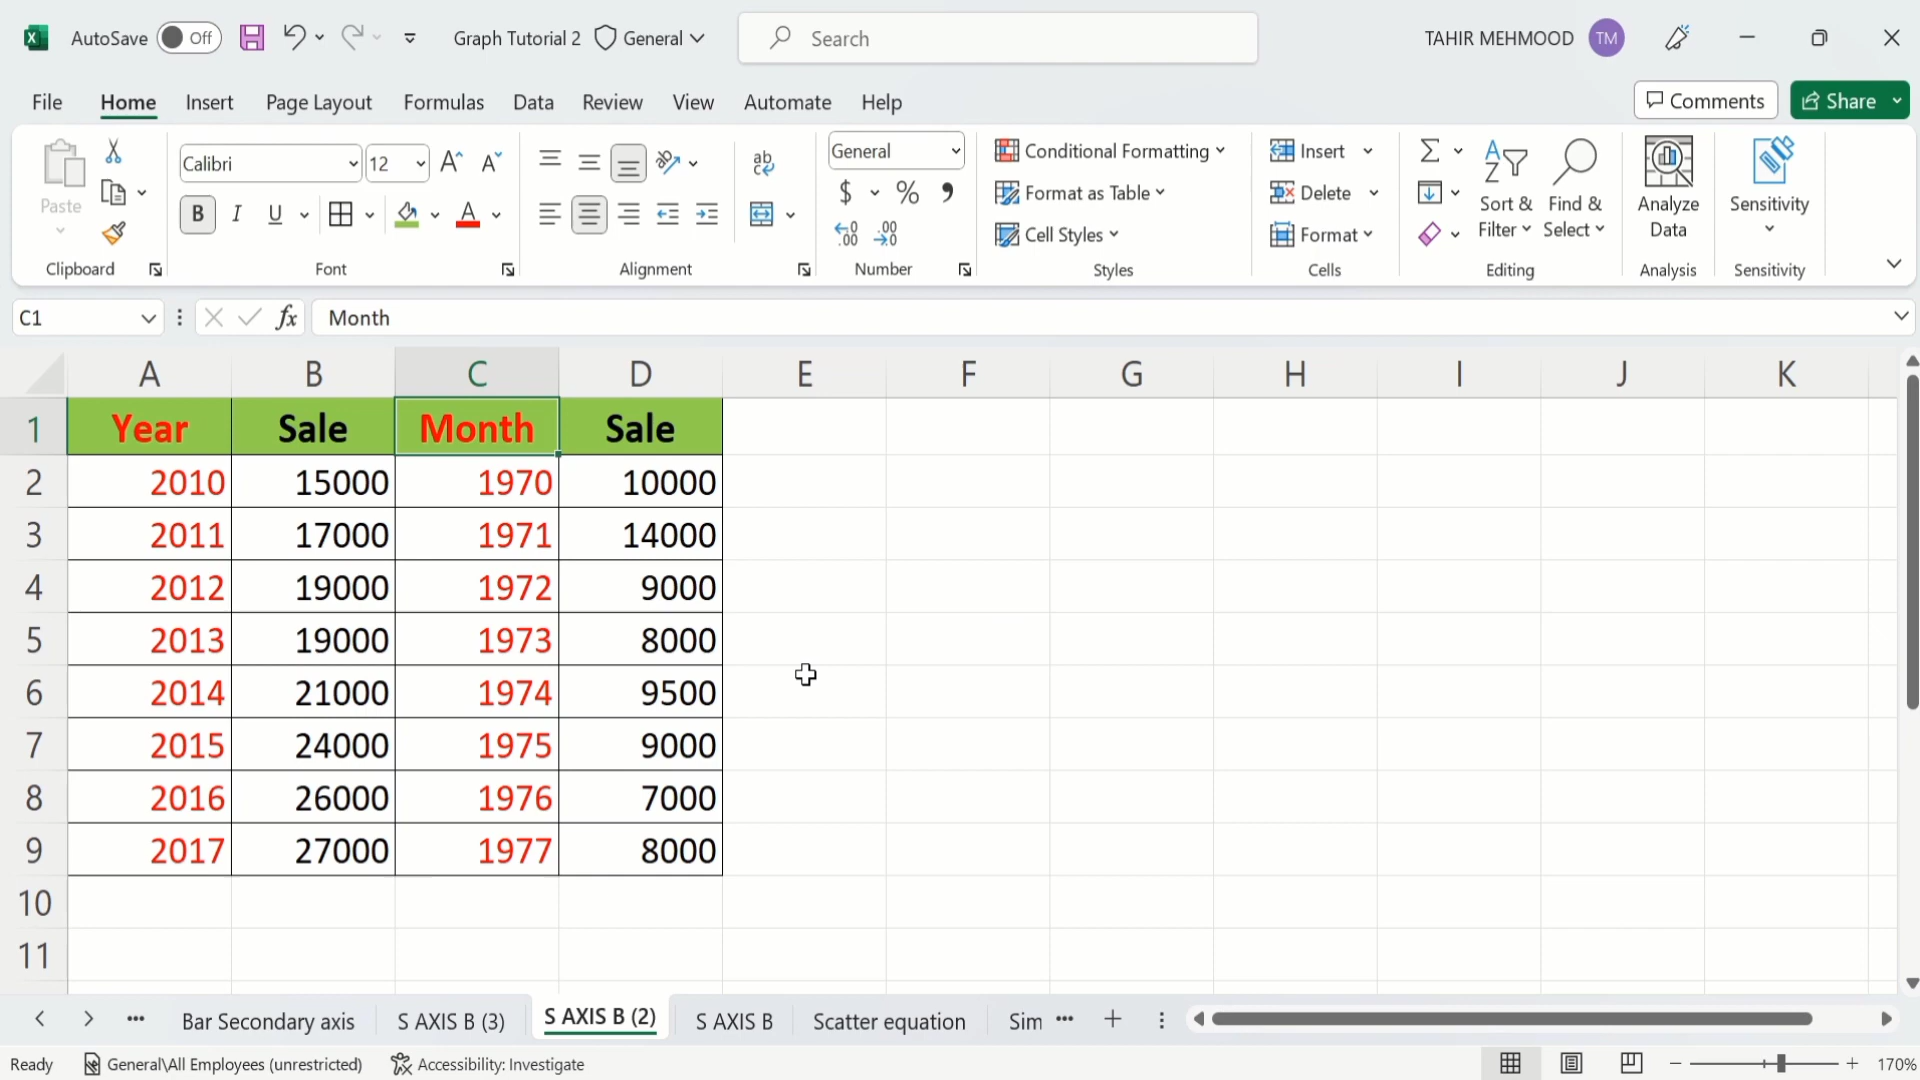 AutoSave Off Graph Tutorial 2 General Search TAHIR MEHMOOD TM
File Home Insert Page Layout Formulas Data Review View Automate Help Comments Share
Paste
Calibri 12
B I U A
ab
General
$ % 9
Conditional Formatting
Format as Table
Cell Styles
Insert
Delete
Format
Sort & Filter
Find & Select
Analyze Data
Sensitivity
Clipboard Font Alignment Number Styles Cells Editing Analysis Sensitivity
C1 fx Month
A B C D E F G H I J K
1 Year Sale Month Sale
2 2010 15000 1970 10000
3 2011 17000 1971 14000
4 2012 19000 1972 9000
5 2013 19000 1973 8000
6 2014 21000 1974 9500
7 2015 24000 1975 9000
8 2016 26000 1976 7000
9 2017 27000 1977 8000
10
11
Bar Secondary axis S AXIS B (3) S AXIS B (2) S AXIS B Scatter equation Sim
Ready General\All Employees (unrestricted) Accessibility: Investigate 170%